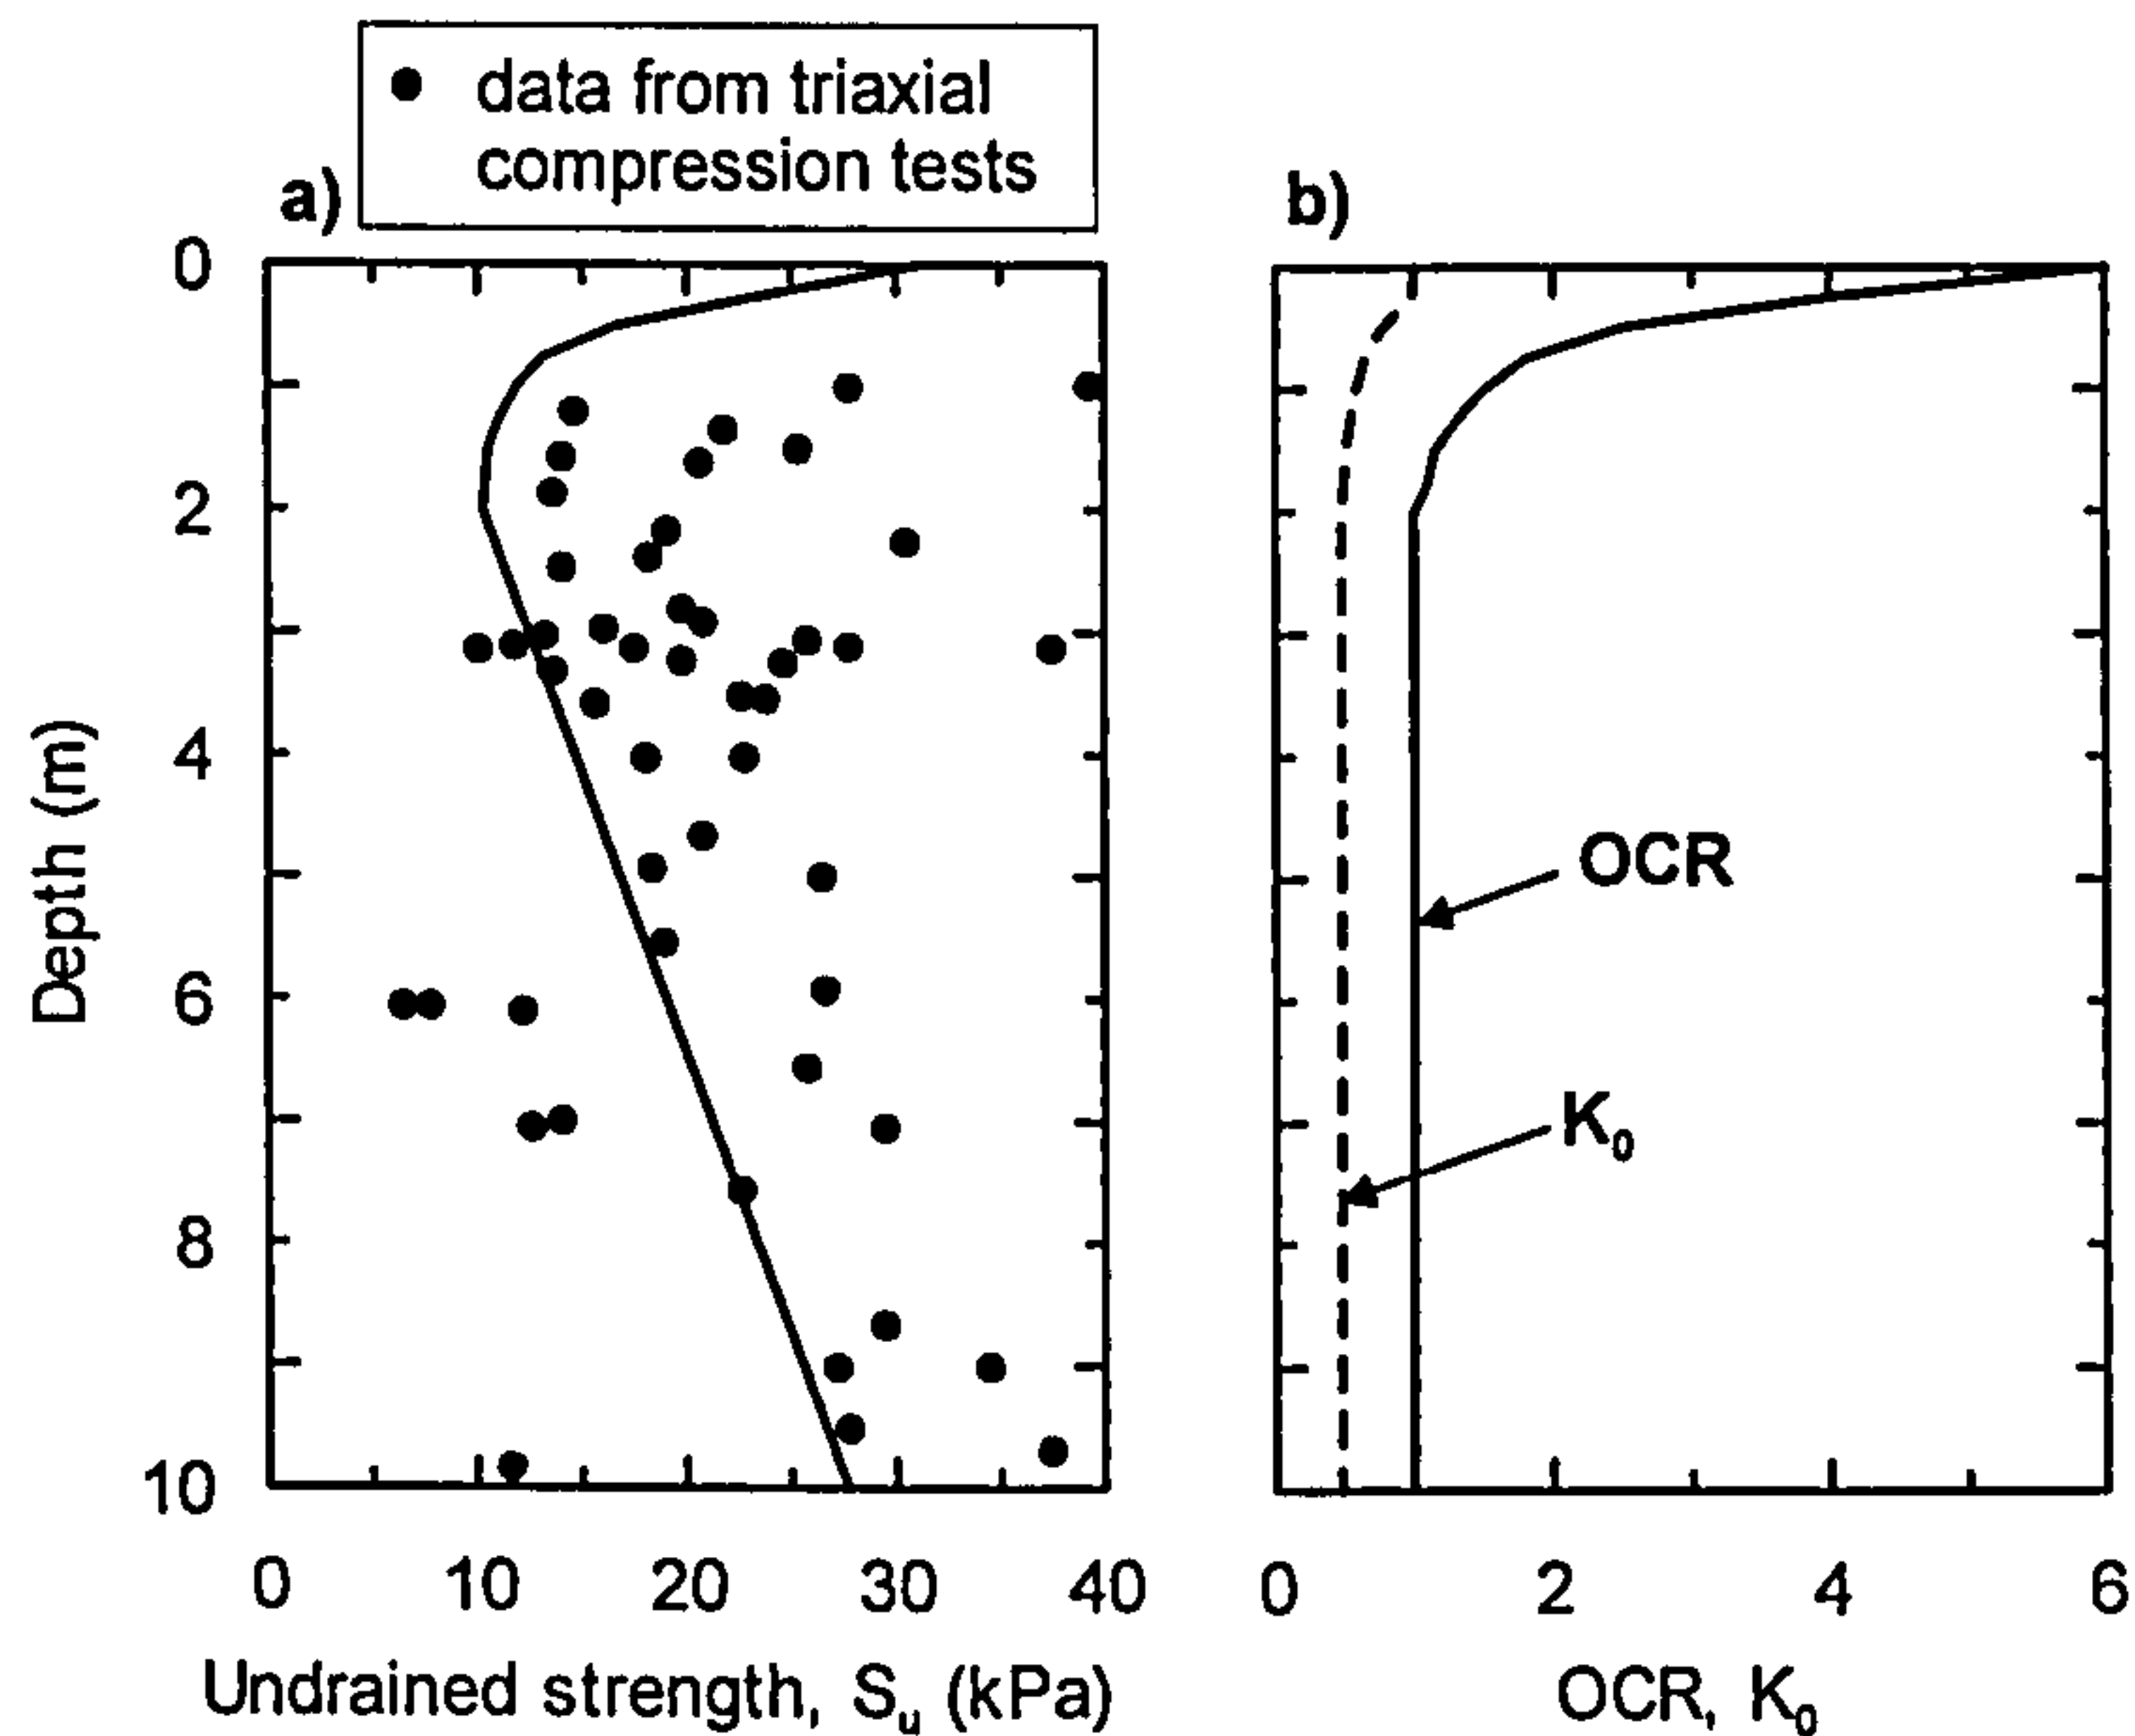 data from triaxial
compression tests
a)
b)
0
2
4
6
8
10
Depth (m)
0 10 20 30 40
Undrained strength, Su (kPa)
OCR
K0
0 2 4 6
OCR, K0